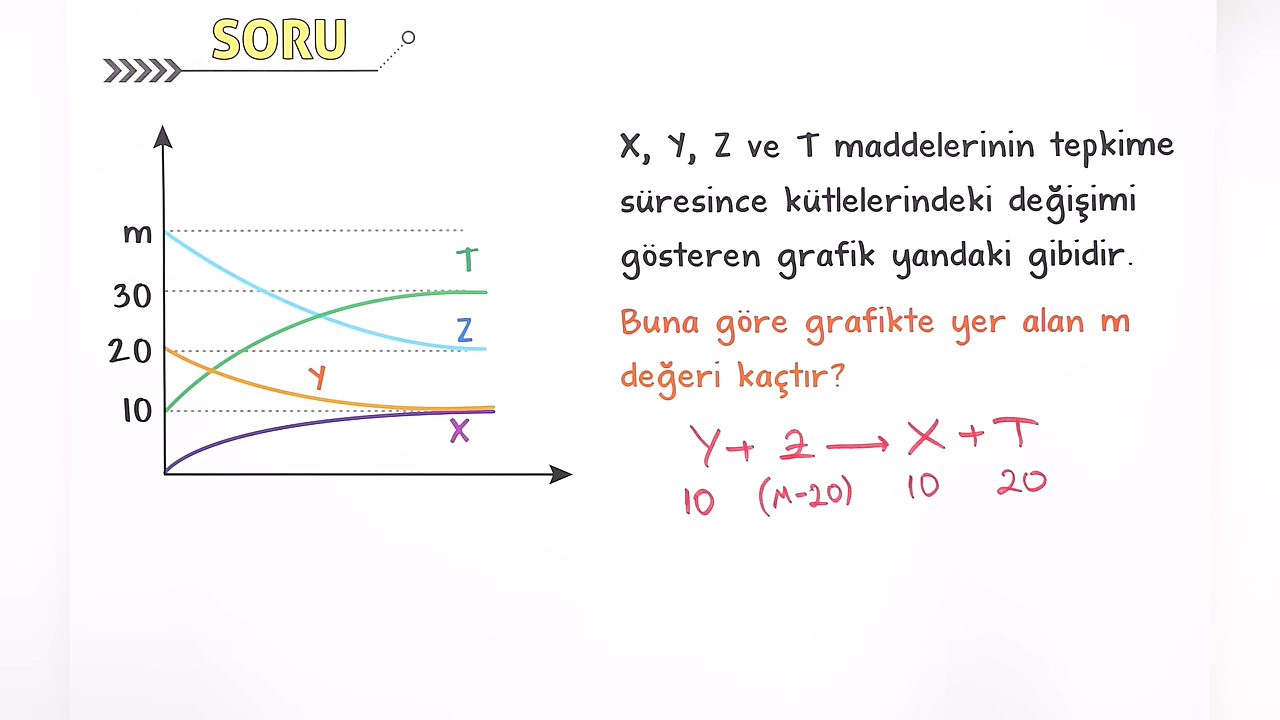 SORU
X, Y, Z ve T maddelerinin tepkime
süresince kütlelerindeki değişimi
gösteren grafik yandaki gibidir.
Buna göre grafikte yer alan m
değeri kaçtır?
m
30
20
10
T
Z
Y
X
Y + Z → X + T
10 (m-20) 10 20